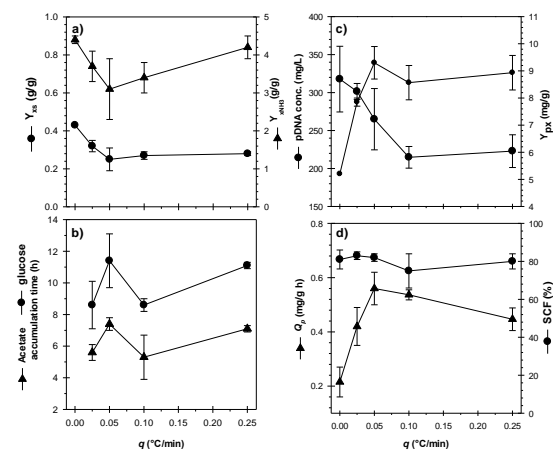 a)
Y_xs (g/g)
1.0
0.8
0.6
0.4
0.2
0.0
5
4
3
2
1
0
Y_xNH3 (g/g)
c)
pDNA conc. (mg/L)
400
350
300
250
200
150
11
10
9
8
7
6
5
4
Y_px (mg/g)
b)
glucose
Acetate
accumulation time (h)
14
12
10
8
6
4
2
0.00 0.05 0.10 0.15 0.20 0.25
q (°C/min)
d)
Q_p (mg/g h)
0.8
0.6
0.4
0.2
100
80
60
40
20
0
SCF (%)
0.00 0.05 0.10 0.15 0.20 0.25
q (°C/min)